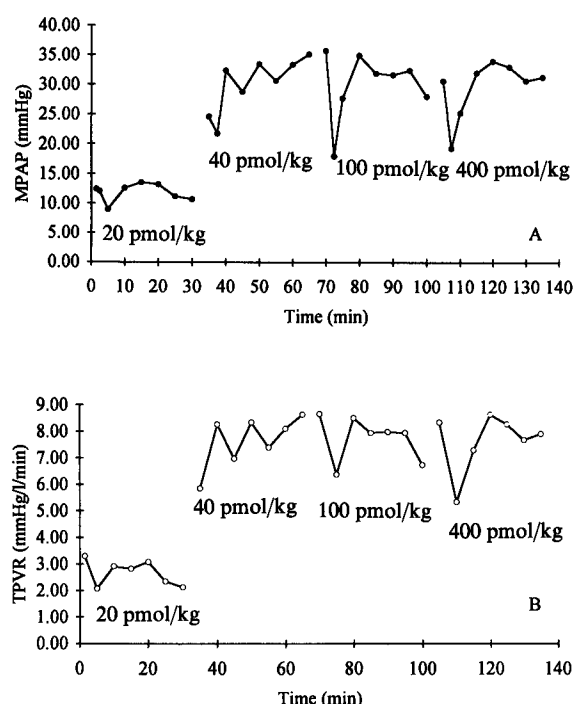 40.00
35.00
30.00
25.00
20.00
15.00
10.00
5.00
0.00
MPAP (mmHg)
40 pmol/kg
100 pmol/kg
400 pmol/kg
20 pmol/kg
A
0 10 20 30 40 50 60 70 80 90 100 110 120 130 140
Time (min)
9.00
8.00
7.00
6.00
5.00
4.00
3.00
2.00
1.00
0.00
TPVR (mmHg/l/min)
40 pmol/kg
100 pmol/kg
400 pmol/kg
20 pmol/kg
B
0 20 40 60 80 100 120 140
Time (min)